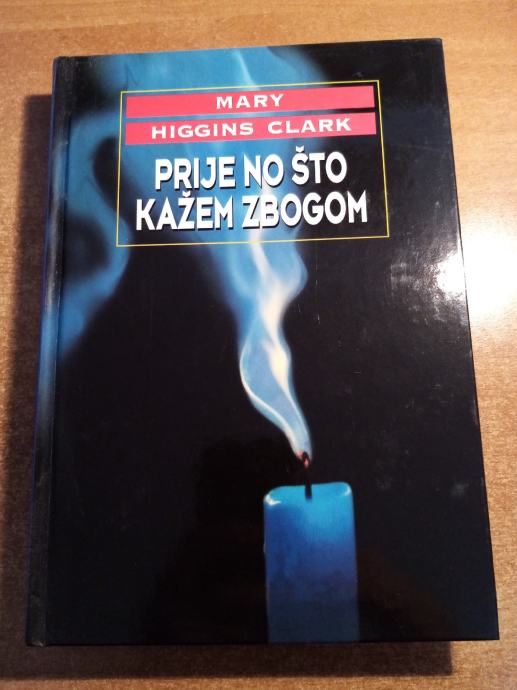 MARY
HIGGINS CLARK
PRIJE NO ŠTO
KAŽEM ZBOGOM